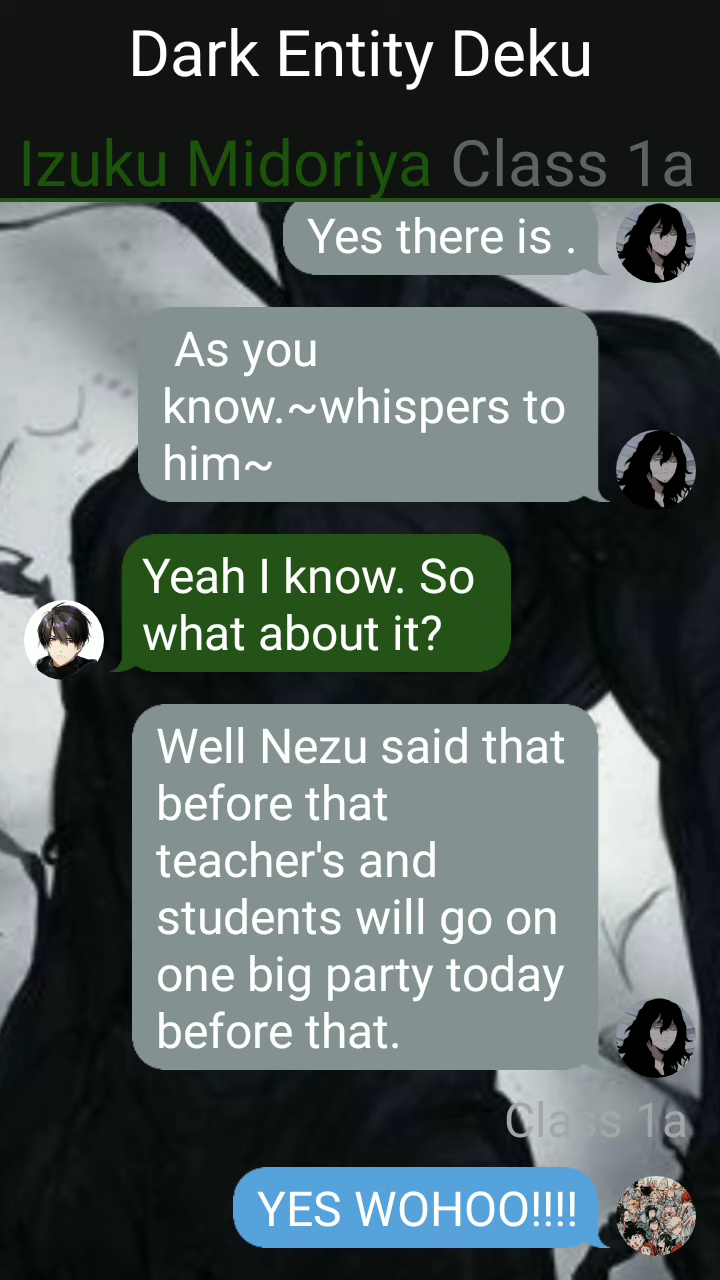 Dark Entity Deku
Izuku Midoriya Class 1a
Yes there is .
As you
know.~whispers to
him~
Yeah I know. So
what about it?
Well Nezu said that
before that
teacher's and
students will go on
one big party today
before that.
Class 1a
YES WOHOO!!!!